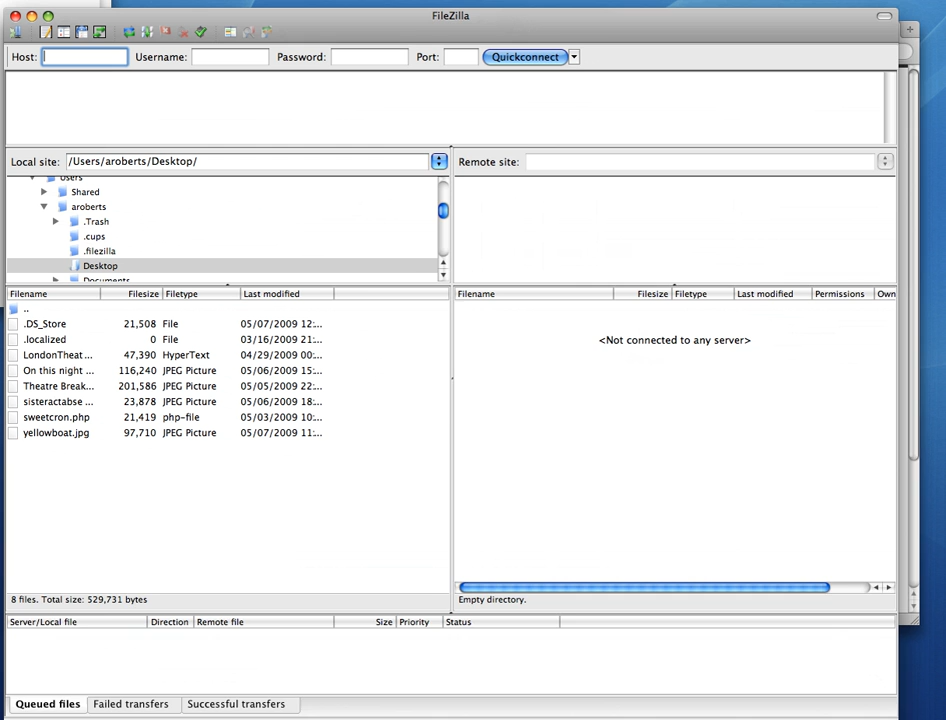 FileZilla
Host: Username: Password: Port: Quickconnect
Local site: /Users/aroberts/Desktop/
Remote site:
Users
Shared
aroberts
.Trash
.cups
.filezilla
Desktop
Documents
Filename Filesize Filetype Last modified
..
.DS_Store 21,508 File 05/07/2009 12:...
.localized 0 File 03/16/2009 21:...
LondonTheat... 47,390 HyperText 04/29/2009 00:...
On this night ... 116,240 JPEG Picture 05/06/2009 15:...
Theatre Break... 201,586 JPEG Picture 05/05/2009 22:...
sisteractabse... 23,878 JPEG Picture 05/06/2009 18:...
sweetcron.php 21,419 php-file 05/03/2009 10:...
yellowboat.jpg 97,710 JPEG Picture 05/07/2009 11:...
8 files. Total size: 529,731 bytes
Filename Filesize Filetype Last modified Permissions Own
<Not connected to any server>
Empty directory.
Server/Local file Direction Remote file Size Priority Status
Queued files Failed transfers Successful transfers